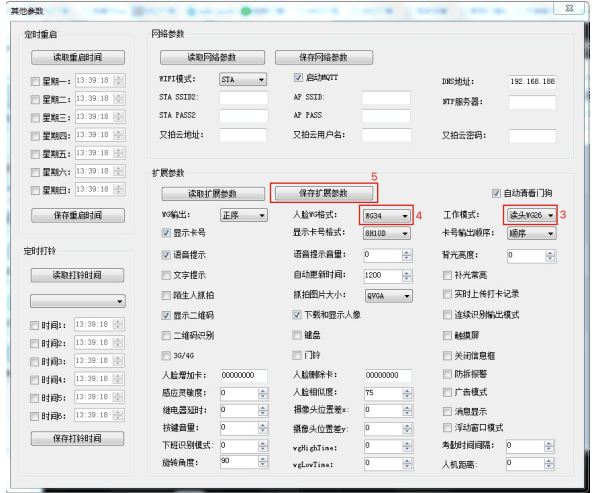 其他参数
定时重启
读取重启时间
星期一: 13:39:18
星期二: 13:39:18
星期三: 13:39:18
星期四: 13:39:18
星期五: 13:39:18
星期六: 13:39:18
星期日: 13:39:18
保存重启时间
定时打铃
读取打铃时间
时间1: 13:39:18
时间2: 13:39:18
时间3: 13:39:18
时间4: 13:39:18
时间5: 13:39:18
时间6: 13:39:18
保存打铃时间
网络参数
读取网络参数 保存网络参数
WIFI模式: STA 启动MQTT DNS地址: 192.168.188
STA SSID2: AP SSID: NTP服务器:
STA PASS2 AP PASS
又拍云地址: 又拍云用户名: 又拍云密码:
扩展参数
5
读取扩展参数 保存扩展参数 自动清看门狗
WG输出: 正序 人脸WG格式: WG34 4 工作模式: 读头WG26 3
显示卡号 显示卡号格式: 8H10D 卡号输出顺序: 顺序
语音提示 语音提示音量: 0 背光亮度: 0
文字提示 自动更新时间: 1200 补光常亮
陌生人抓拍 抓拍图片大小: QVGA 实时上传打卡记录
显示二维码 下载和显示人像 连续识别输出模式
二维码识别 键盘 触摸屏
3G/4G 门铃 关闭信息框
人脸增加卡: 00000000 人脸删除卡: 00000000 防拆报警
感应灵敏度: 0 人脸相似度: 75 广告模式
继电器延时: 0 摄像头位置差x: 0 消息显示
按键音量: 0 摄像头位置差y: 0 浮动窗口模式
下班识别模式: 0 wgHighTime: 0 考勤时间间隔: 0
旋转角度: 90 wgLowTime: 0 人机距离: 0